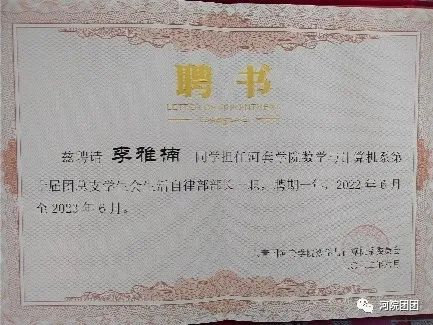 聘书
LETTER OF APPOINTMENT
兹聘请 李雅楠 同学担任河套学院数学与计算机系第
届团总支学生会生活自律部部长一职，聘期一年，2022年6月
至2023年6月。
河院团团